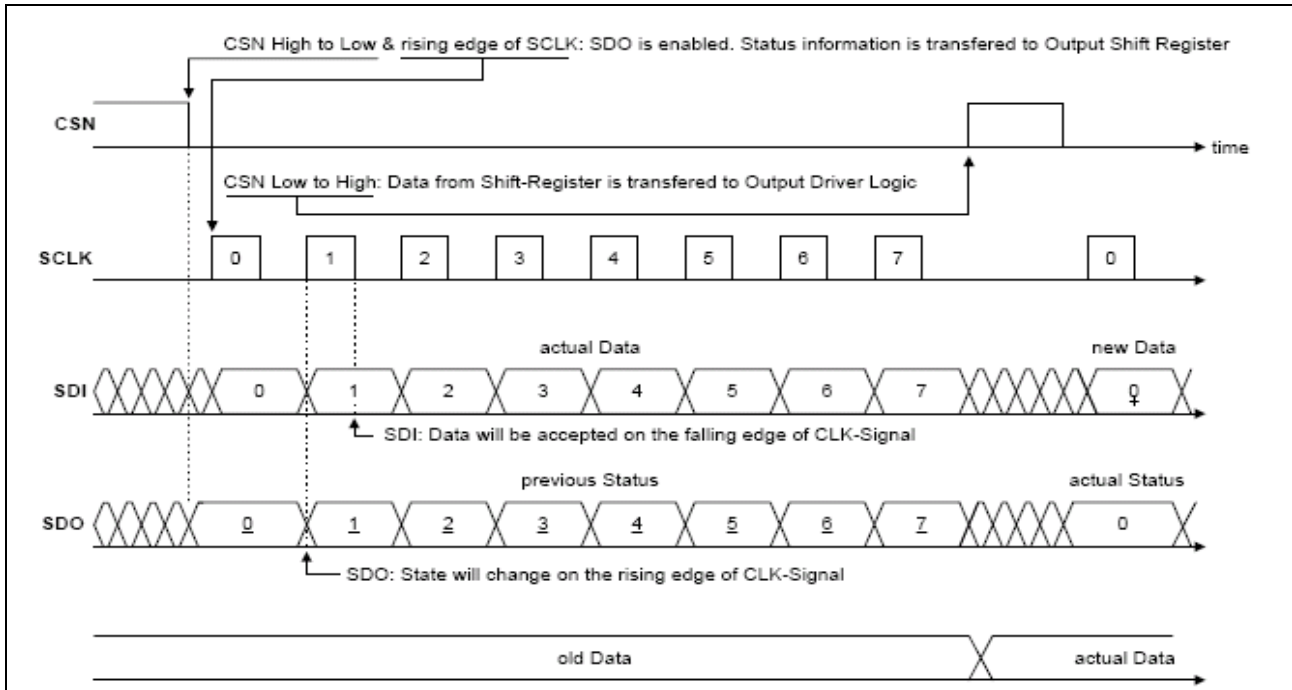 CSN High to Low & rising edge of SCLK: SDO is enabled. Status information is transfered to Output Shift Register
CSN
time
CSN Low to High: Data from Shift-Register is transfered to Output Driver Logic
SCLK
0 1 2 3 4 5 6 7 0
actual Data new Data
SDI
0 1 2 3 4 5 6 7 0
+
SDI: Data will be accepted on the falling edge of CLK-Signal
previous Status actual Status
SDO
0 1 2 3 4 5 6 7 0
SDO: State will change on the rising edge of CLK-Signal
old Data actual Data